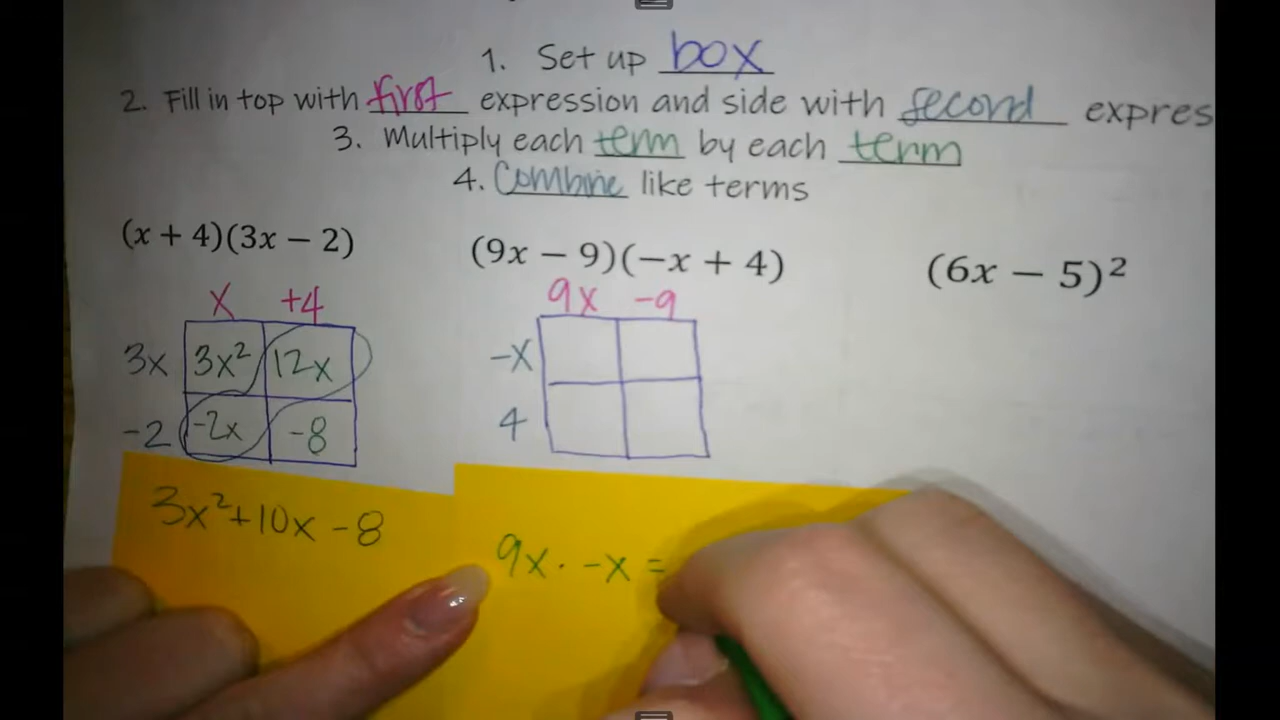 1. Set up box
2. Fill in top with first expression and side with second expres
3. Multiply each term by each term
4. Combine like terms
(x + 4)(3x − 2)
(9x − 9)(−x + 4)
(6x − 5)²
x +4
3x 3x² 12x
-2 -2x -8
9x -9
-x
4
3x²+10x-8
9x · -x =